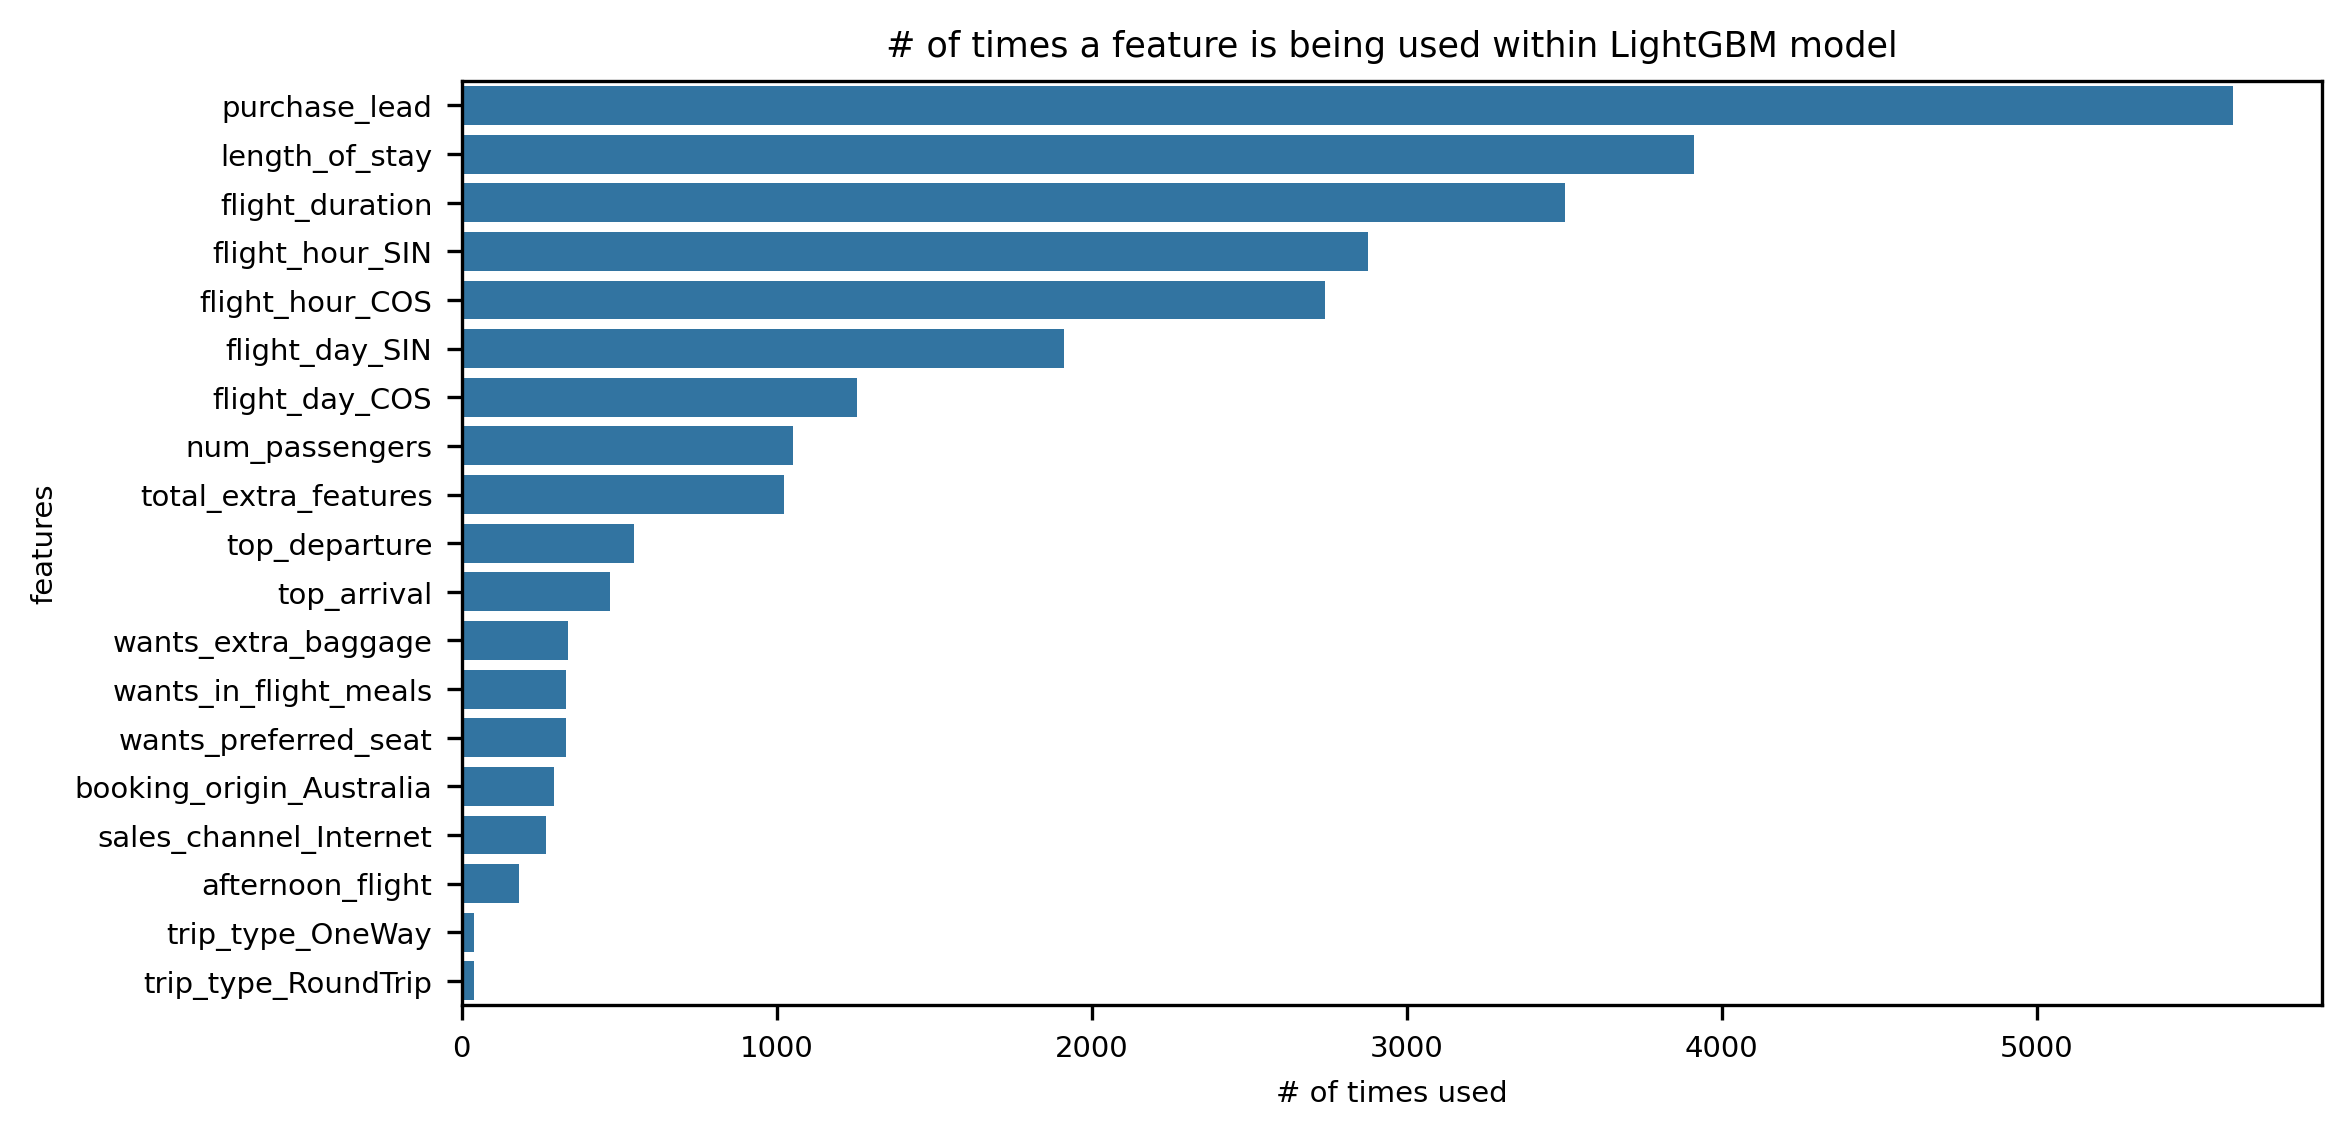 # of times a feature is being used within LightGBM model
features
purchase_lead
length_of_stay
flight_duration
flight_hour_SIN
flight_hour_COS
flight_day_SIN
flight_day_COS
num_passengers
total_extra_features
top_departure
top_arrival
wants_extra_baggage
wants_in_flight_meals
wants_preferred_seat
booking_origin_Australia
sales_channel_Internet
afternoon_flight
trip_type_OneWay
trip_type_RoundTrip
0 1000 2000 3000 4000 5000
# of times used